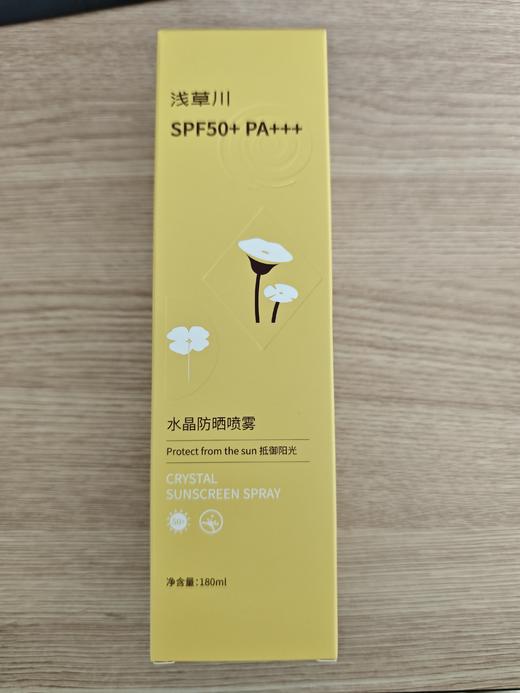 浅草川
SPF50+ PA+++
水晶防晒喷雾
Protect from the sun 抵御阳光
CRYSTAL
SUNSCREEN SPRAY
50+
净含量:180ml